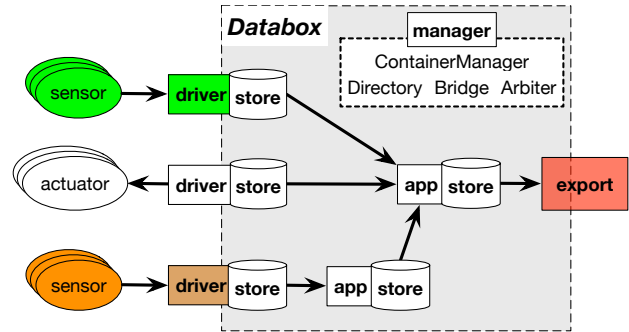 Databox
manager
ContainerManager
Directory Bridge Arbiter
sensor
driver
store
actuator
driver
store
app
store
export
sensor
driver
store
app
store